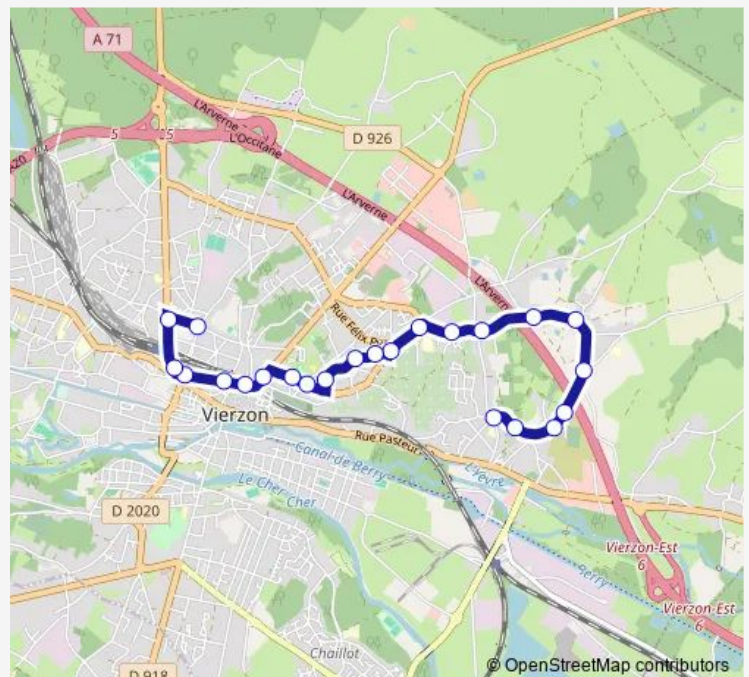 A 71
L'Arverne
L'Occitane
5
25
A20
D 926
L'Arverne
L'Arverne
Rue Félix
Vierzon
Rue Pasteur
Canal de Berry
L'Yèvre
Le Cher
Cher
D 2020
Vierzon-Est
6
Berry
Vierzon-Est
6
Chaillot
D 918
© OpenStreetMap contributors